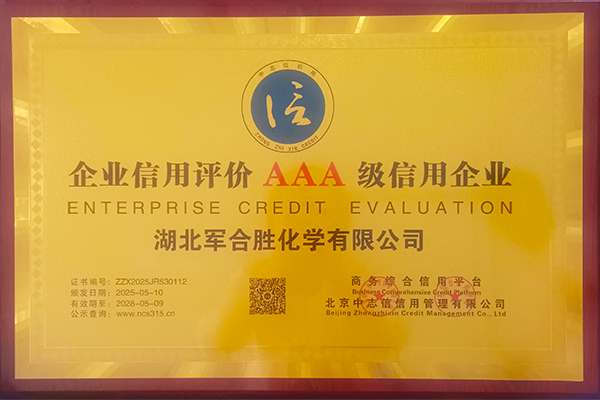 中志信信用
信
CHONG ZHI XIN CREDIT
企业信用评价 AAA 级信用企业
ENTERPRISE CREDIT EVALUATION
湖北军合胜化学有限公司
证书编号：ZZX2025JR530112
颁发日期：2025-05-10
有效期至：2028-05-09
公示查询：www.ncs315.cn
商务综合信用平台
Business Comprehensive Credit Platform
北京中志信信用管理有限公司
Beijing Zhongzhixin Credit Management Co., Ltd